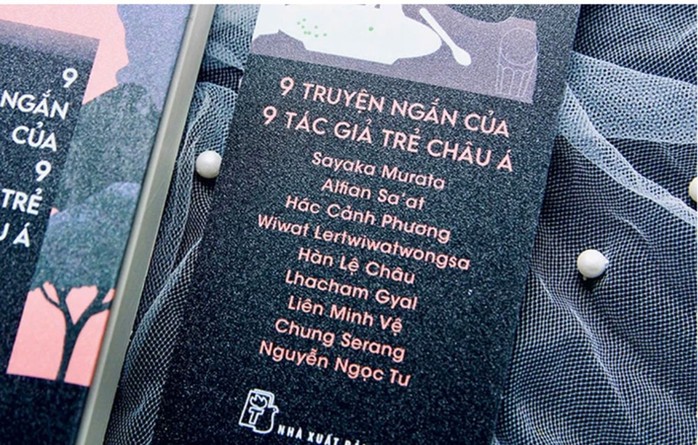 9
NGẮN
CỦA
9
TRẺ
Á
9 TRUYỆN NGẮN CỦA
9 TÁC GIẢ TRẺ CHÂU Á
Sayaka Murata
Alfian Sa'at
Hác Cảnh Phương
Wiwat Lertwiwatwongsa
Hàn Lệ Châu
Lhacham Gyal
Liên Minh Vệ
Chung Serang
Nguyễn Ngọc Tư
T
NHÀ XUẤT BẢN